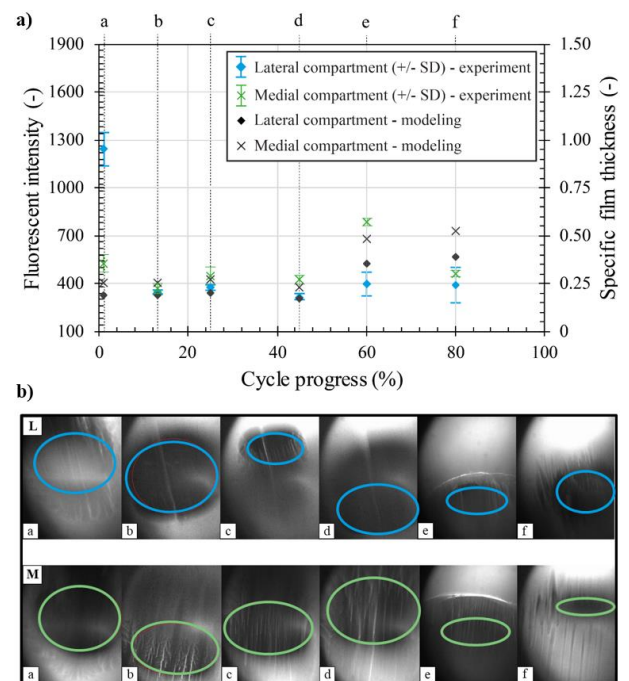 a)
a b c d e f
1900 1.50
1600 1.25
1300 1.00
1000 0.75
700 0.50
400 0.25
100 0
Fluorescent intensity (-)
Specific film thickness (-)
Lateral compartment (+/- SD) - experiment
Medial compartment (+/- SD) - experiment
Lateral compartment - modeling
Medial compartment - modeling
0 20 40 60 80 100
Cycle progress (%)
b)
L
a b c d e f
M
a b c d e f